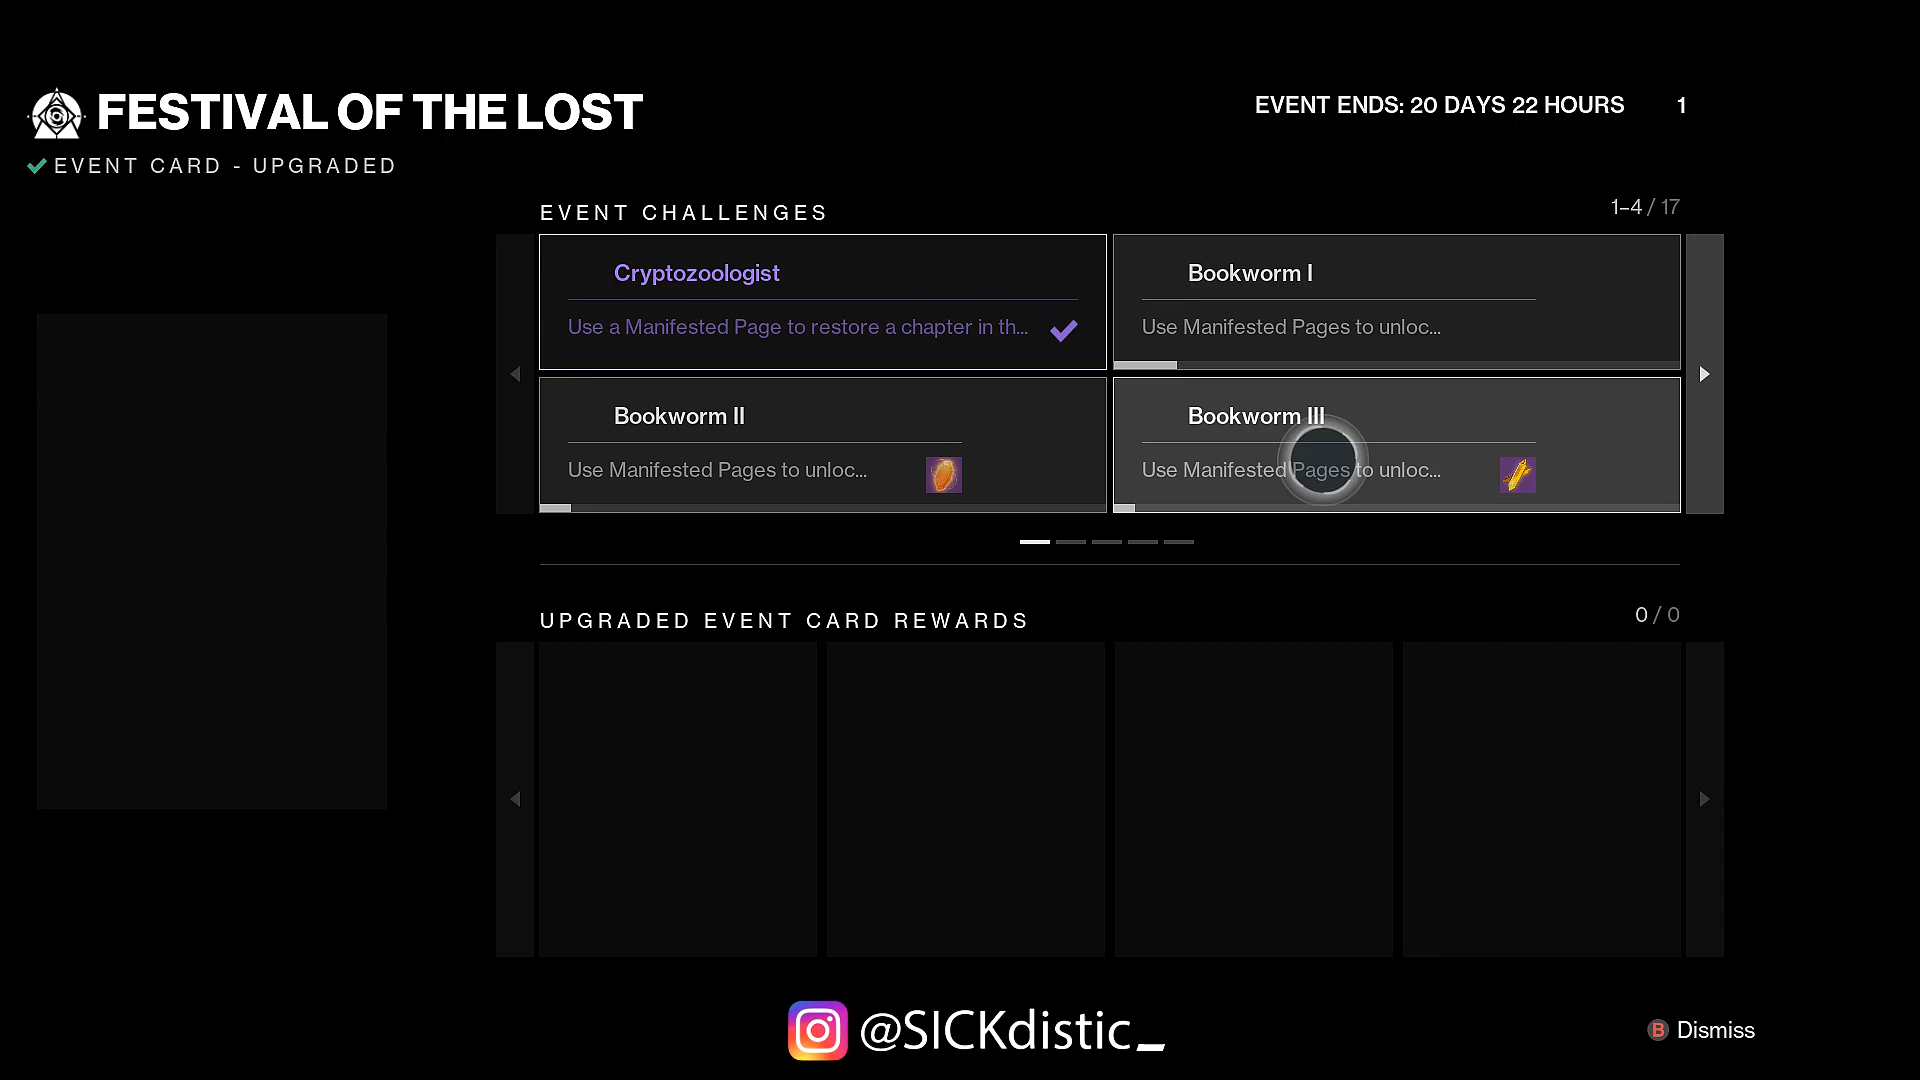 FESTIVAL OF THE LOST
EVENT ENDS: 20 DAYS 22 HOURS 1
EVENT CARD - UPGRADED
EVENT CHALLENGES
1–4 / 17
Cryptozoologist
Use a Manifested Page to restore a chapter in th...
Bookworm I
Use Manifested Pages to unloc...
Bookworm II
Use Manifested Pages to unloc...
Bookworm III
Use Manifested Pages to unloc...
UPGRADED EVENT CARD REWARDS
0 / 0
@SICKdistic_
B Dismiss